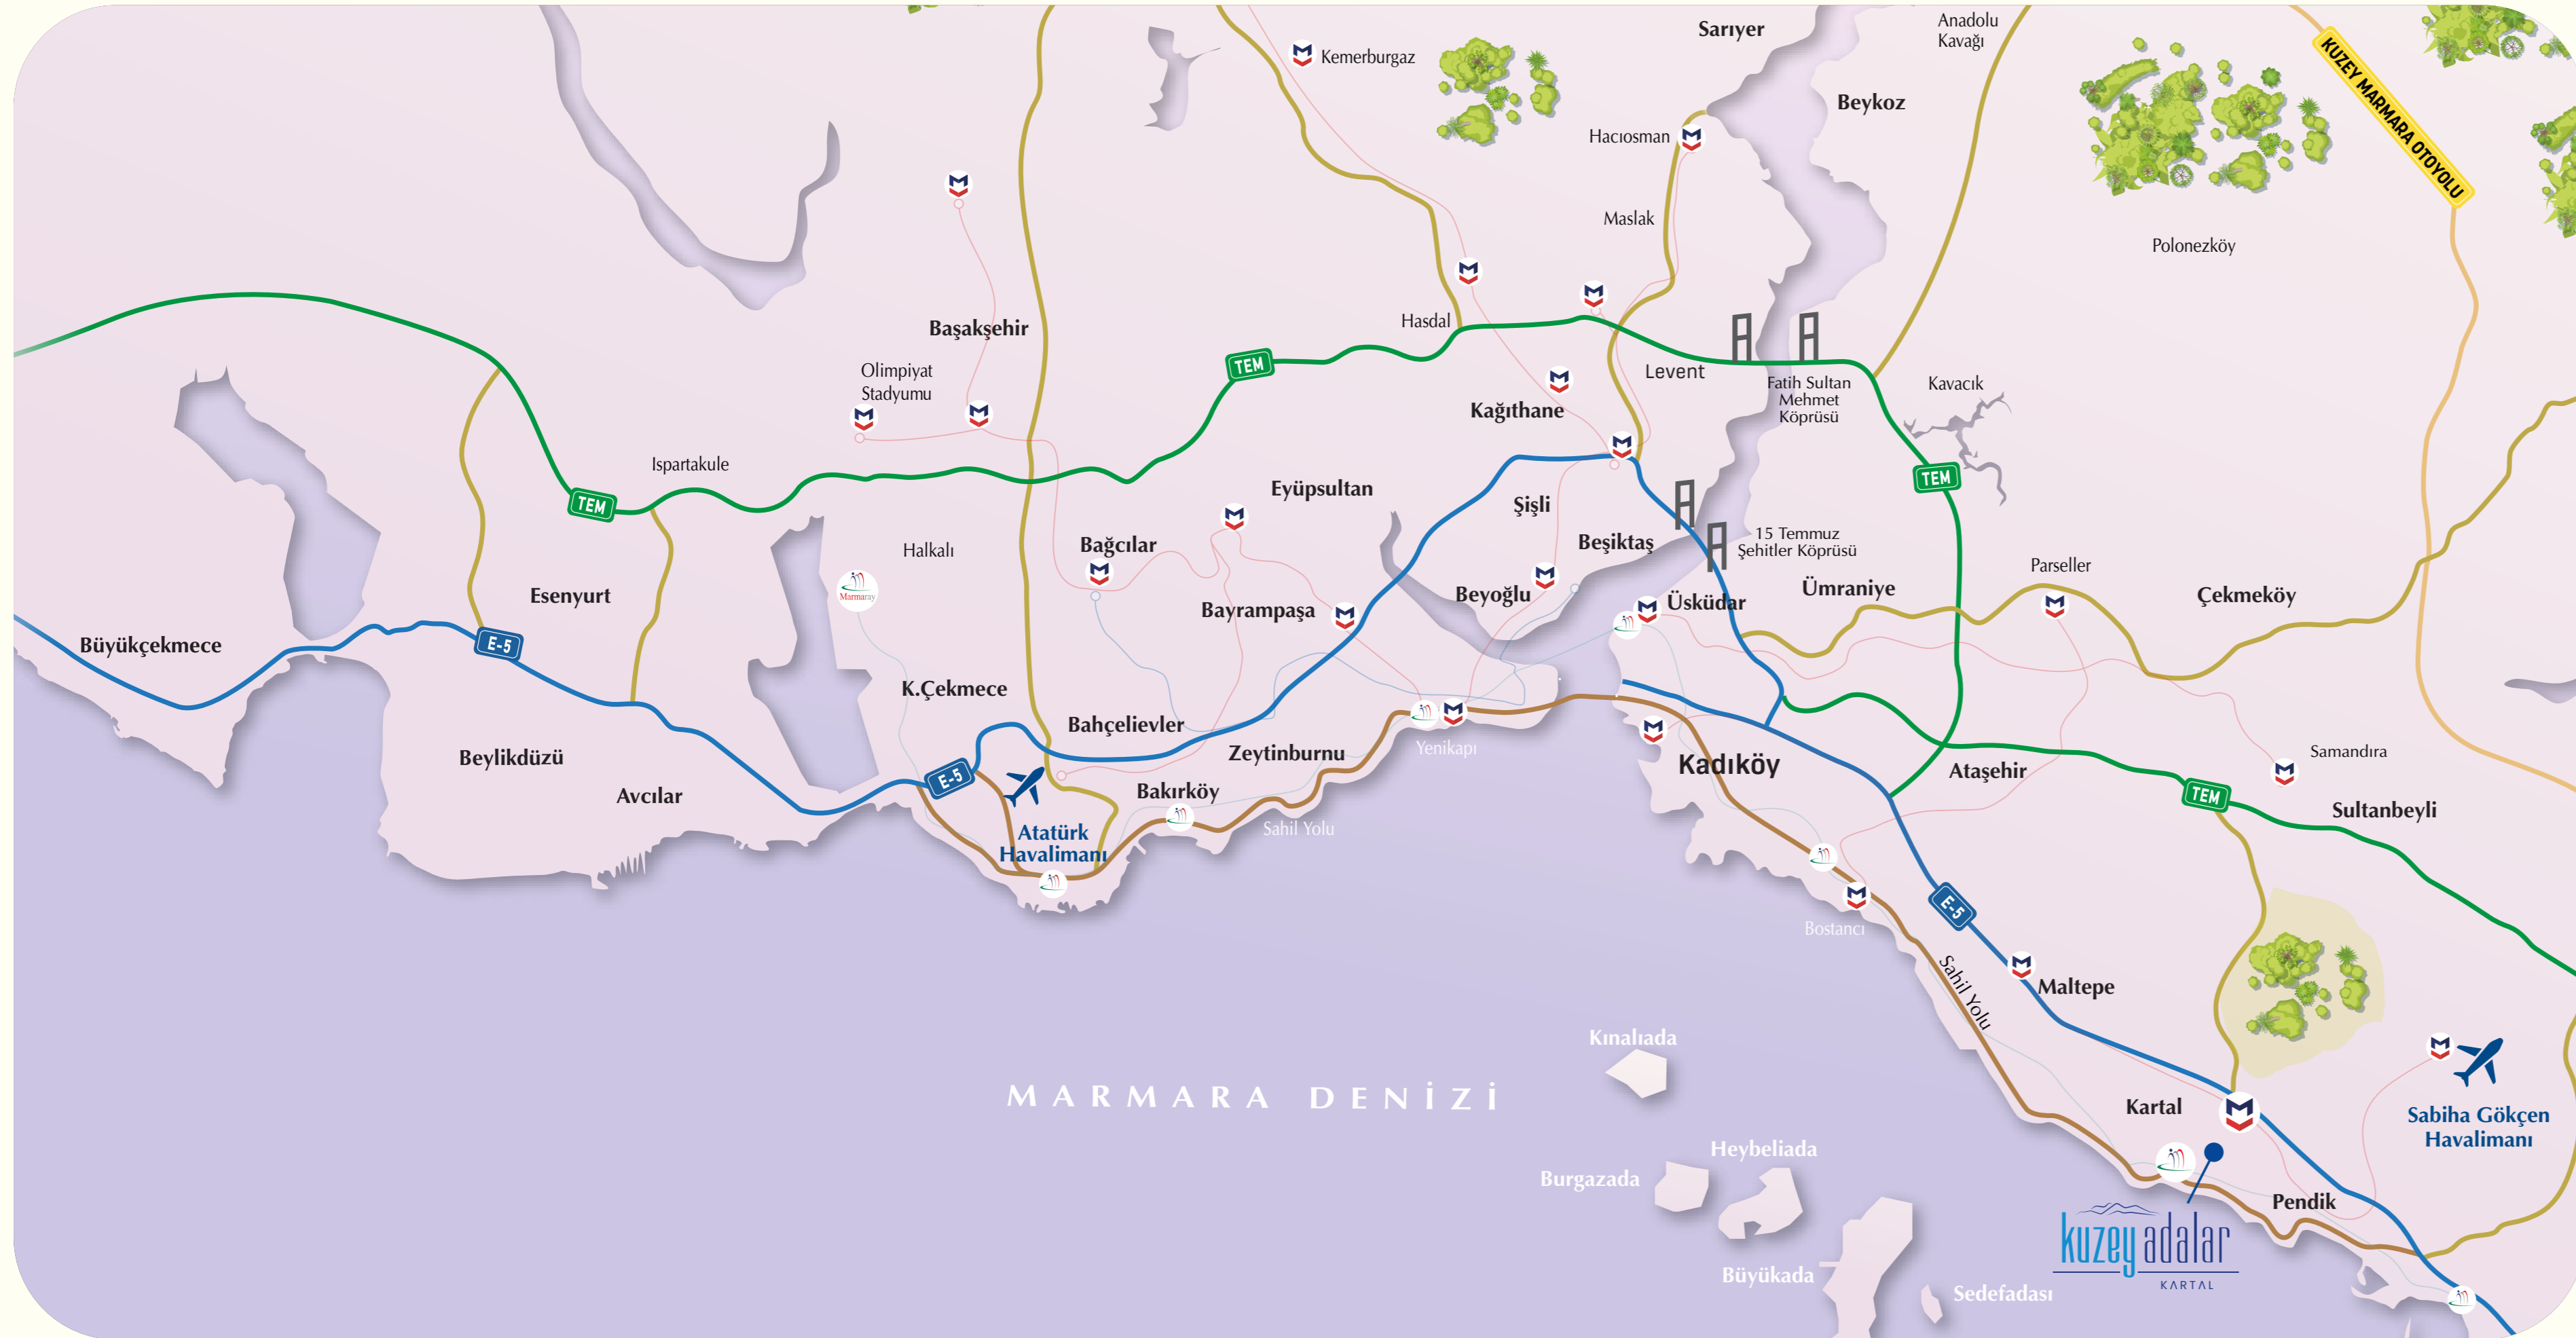 Sarıyer
Anadolu
Kavağı
KUZEY MARMARA OTOYOLU
Kemerburgaz
Beykoz
Hacıosman
Maslak
Polonezköy
Başakşehir
Hasdal
Olimpiyat
Stadyumu
TEM
Levent
Fatih Sultan
Mehmet
Köprüsü
Kavacık
Kağıthane
Ispartakule
TEM
TEM
Eyüpsultan
Şişli
Halkalı
Bağcılar
Beşiktaş
15 Temmuz
Şehitler Köprüsü
Parseller
Marmaray
Esenyurt
Bayrampaşa
Beyoğlu
Üsküdar
Ümraniye
Çekmeköy
Büyükçekmece
E-5
K.Çekmece
Bahçelievler
Zeytinburnu
Yenikapı
Kadıköy
Ataşehir
Samandıra
Beylikdüzü
Avcılar
E-5
Bakırköy
TEM
Sultanbeyli
Atatürk
Havalimanı
Sahil Yolu
Bostancı
E-5
Sahil Yolu
Maltepe
Kınalıada
MARMARA DENİZİ
Kartal
Sabiha Gökçen
Havalimanı
Heybeliada
Burgazada
Pendik
kuzeyadalar
KARTAL
Büyükada
Sedefadası